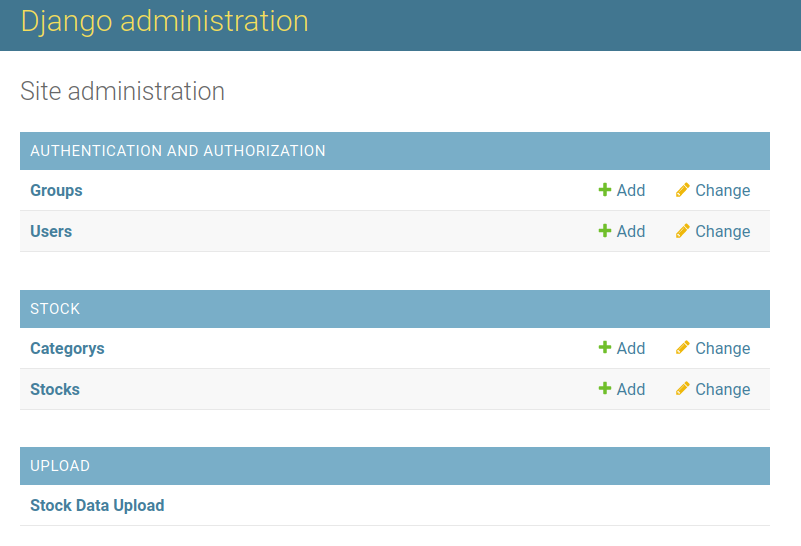 Django administration
Site administration
AUTHENTICATION AND AUTHORIZATION
Groups Add Change
Users Add Change
STOCK
Categorys Add Change
Stocks Add Change
UPLOAD
Stock Data Upload